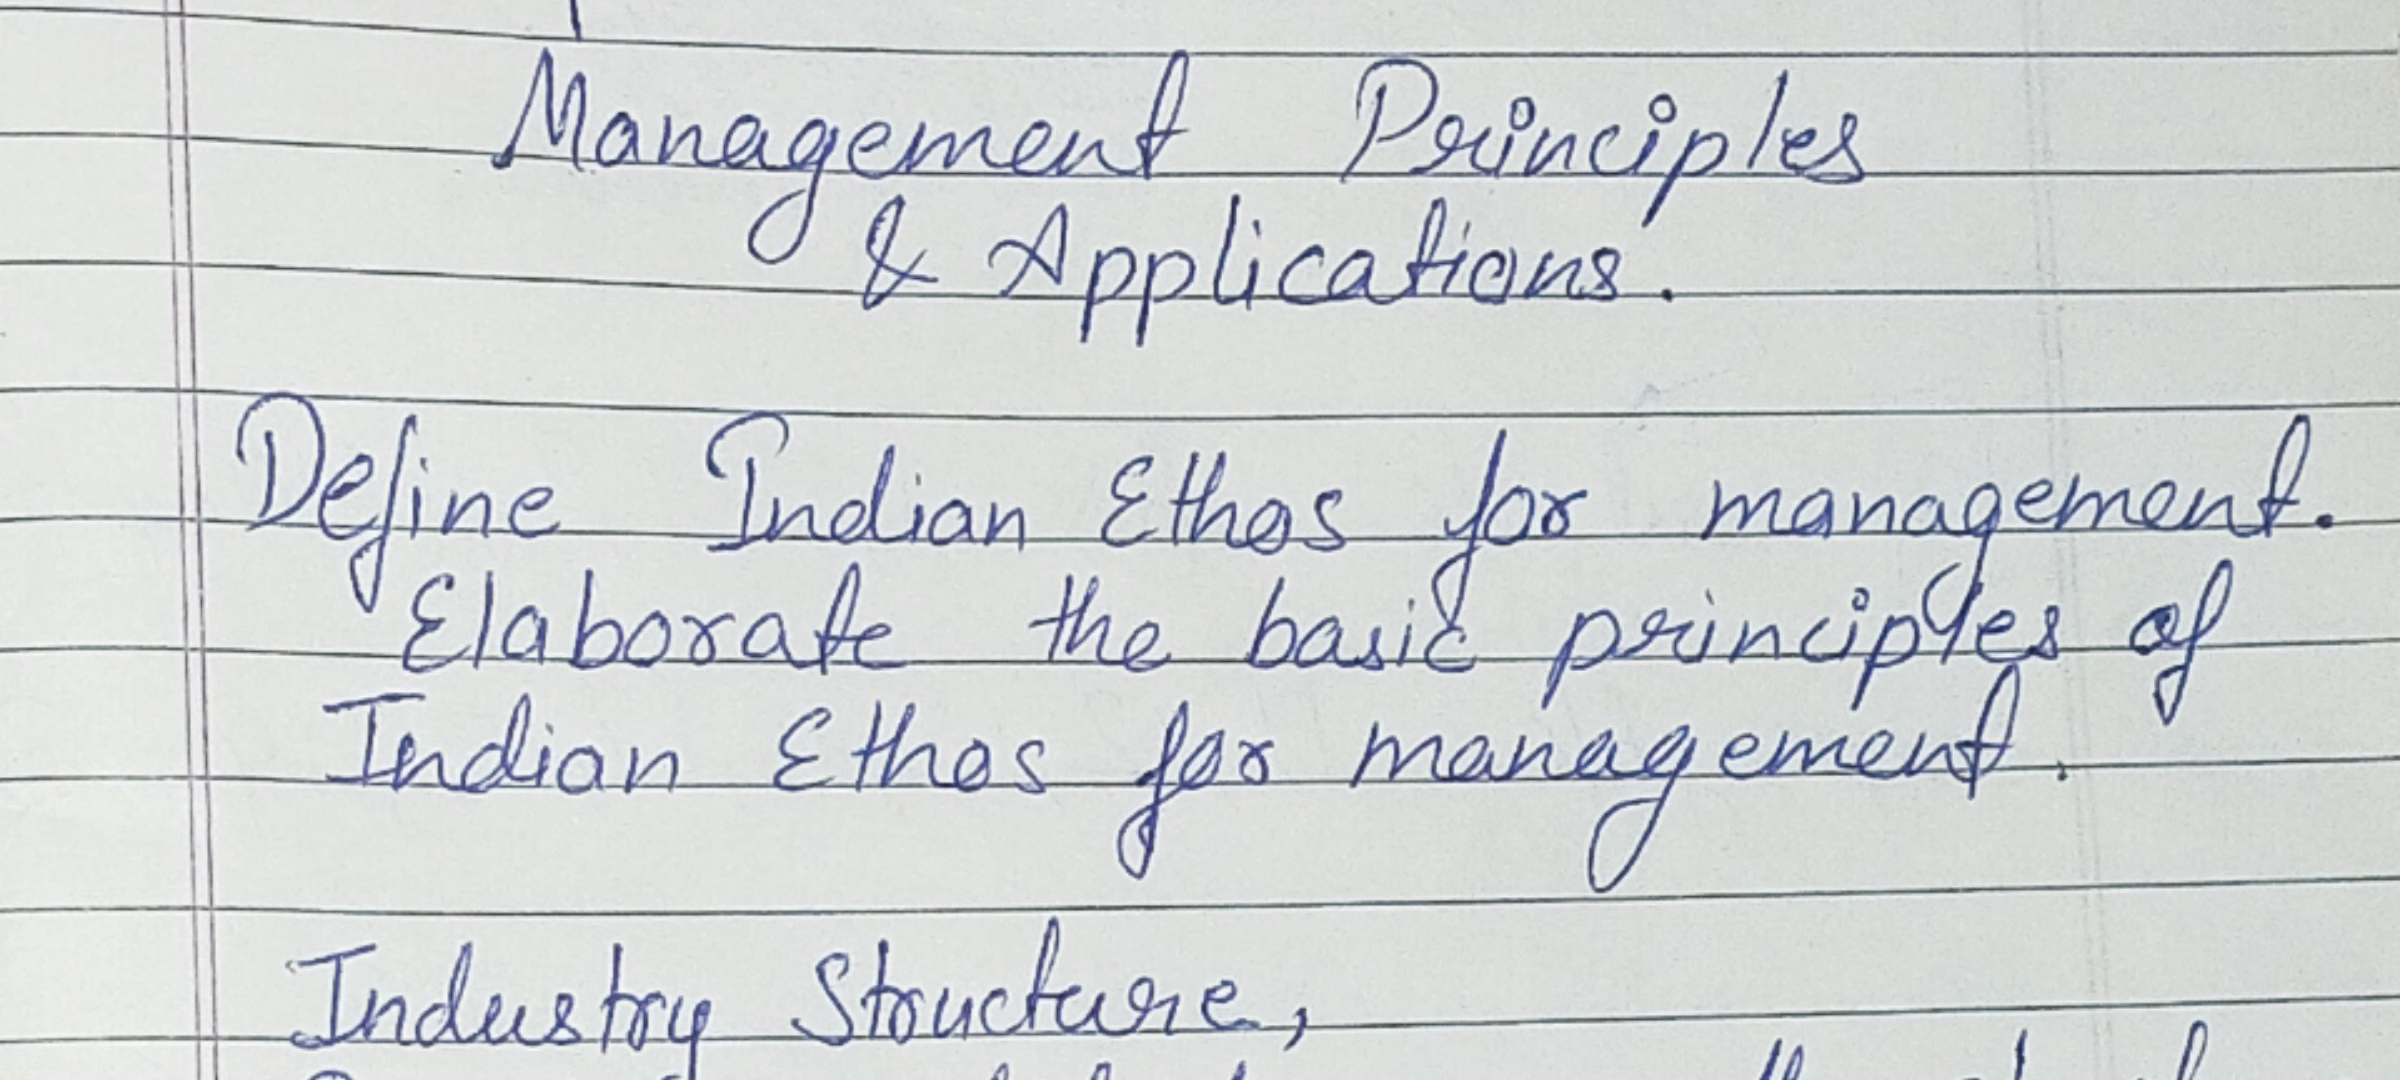 Management Principles
& Applications.
Define Indian Ethos for management.
Elaborate the basic principles of
Indian Ethos for management.
Industry Structure,